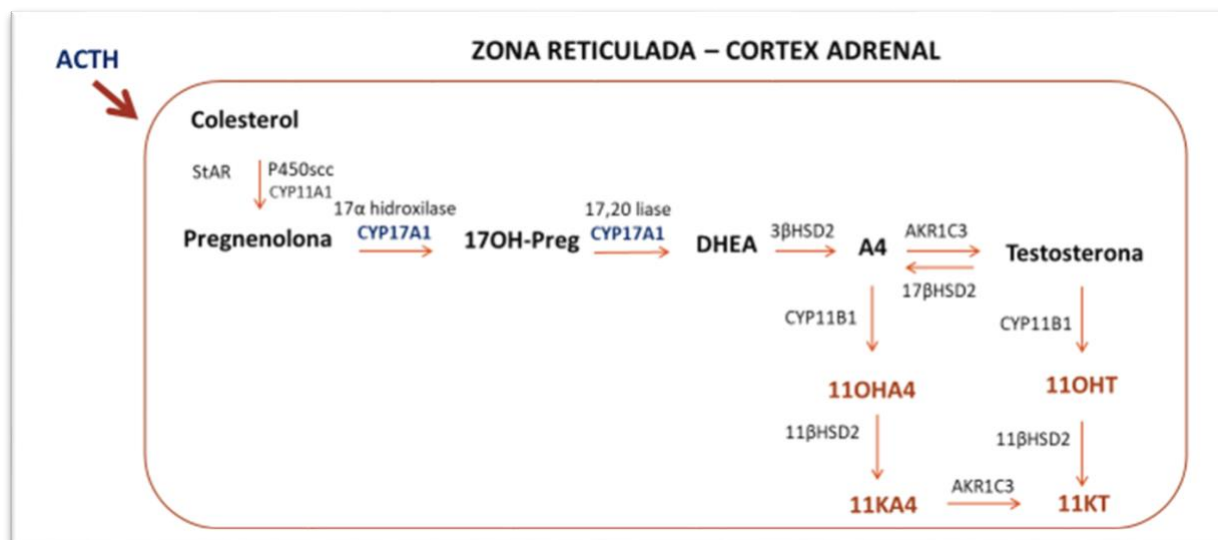 ZONA RETICULADA – CORTEX ADRENAL
ACTH
Colesterol
StAR
P450scc
CYP11A1
17α hidroxilase
17,20 liase
Pregnenolona
CYP17A1
17OH-Preg
CYP17A1
DHEA
3βHSD2
A4
AKR1C3
Testosterona
17βHSD2
CYP11B1
CYP11B1
11OHA4
11OHT
11βHSD2
11βHSD2
11KA4
AKR1C3
11KT